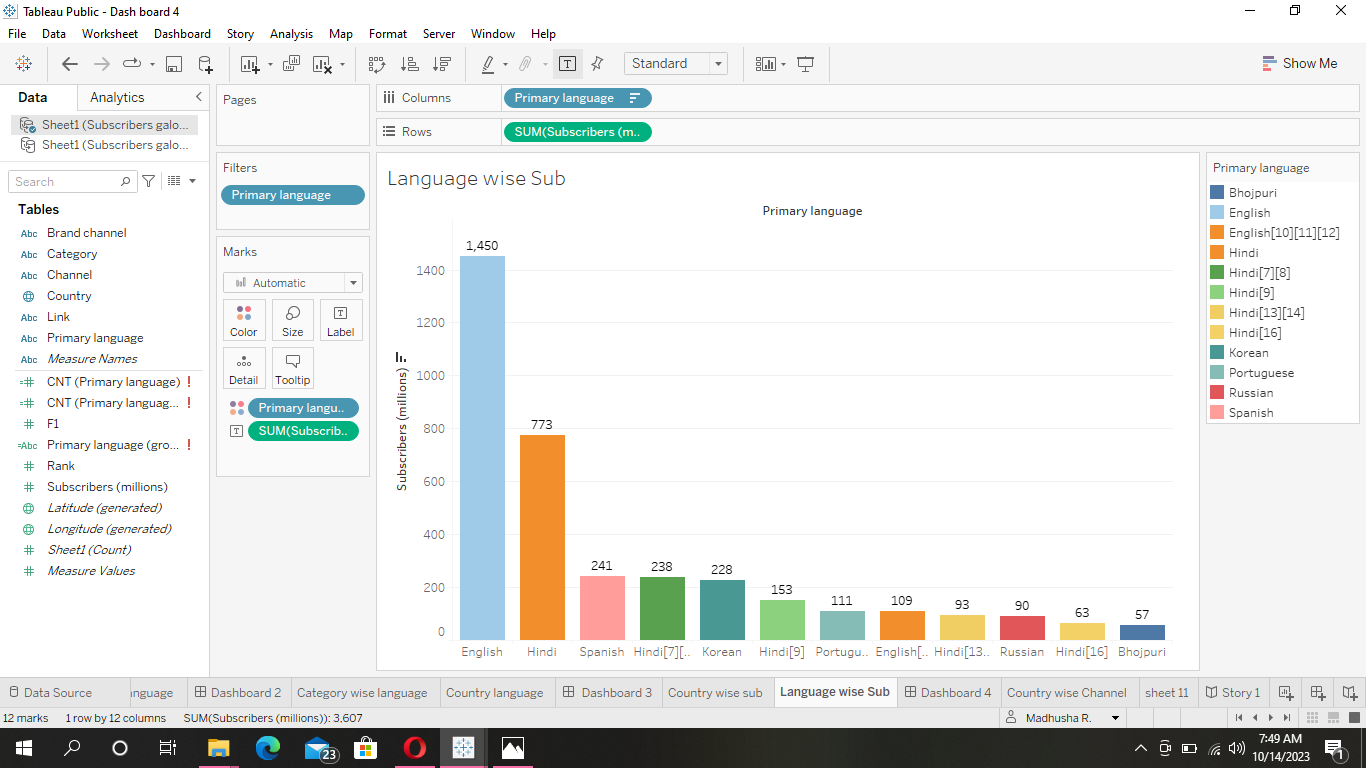 Tableau Public - Dash board 4
File Data Worksheet Dashboard Story Analysis Map Format Server Window Help
Standard
Show Me
Data Analytics
Sheet1 (Subscribers galo...
Sheet1 (Subscribers galo...
Search
Tables
Abc Brand channel
Abc Category
Abc Channel
Country
Abc Link
Abc Primary language
Abc Measure Names
=# CNT (Primary language) !
=# CNT (Primary languag... !
# F1
=Abc Primary language (gro... !
# Rank
# Subscribers (millions)
Latitude (generated)
Longitude (generated)
# Sheet1 (Count)
# Measure Values
Pages
Filters
Primary language
Marks
Automatic
Color Size Label
Detail Tooltip
Primary langu..
SUM(Subscrib..
Columns Primary language
Rows SUM(Subscribers (m..
Language wise Sub
Primary language
Subscribers (millions)
1400
1200
1000
800
600
400
200
0
1,450 773 241 238 228 153 111 109 93 90 63 57
English Hindi Spanish Hindi[7][.. Korean Hindi[9] Portugu.. English[.. Hindi[13.. Russian Hindi[16] Bhojpuri
Primary language
Bhojpuri
English
English[10][11][12]
Hindi
Hindi[7][8]
Hindi[9]
Hindi[13][14]
Hindi[16]
Korean
Portuguese
Russian
Spanish
Data Source nguage Dashboard 2 Category wise language Country language Dashboard 3 Country wise sub Language wise Sub Dashboard 4 Country wise Channel sheet 11 Story 1
12 marks 1 row by 12 columns SUM(Subscribers (millions)): 3,607 Madhusha R.
23
7:49 AM
10/14/2023
1